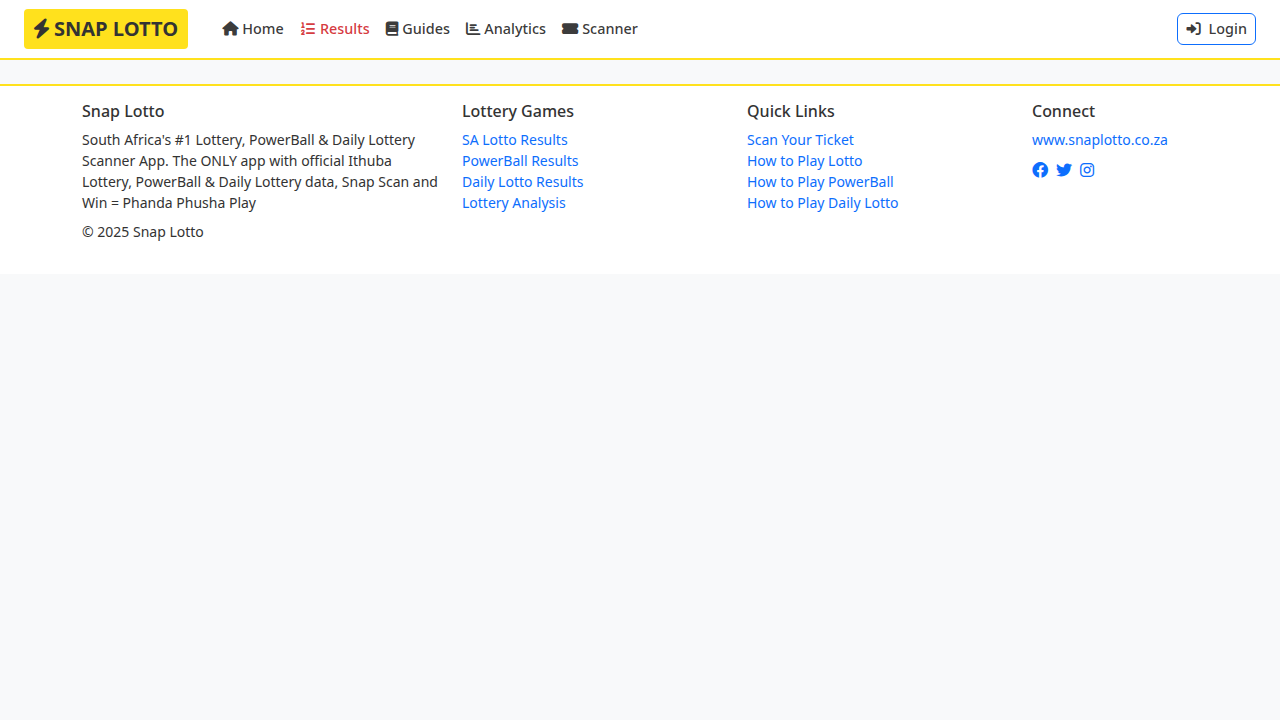 SNAP LOTTO
Home
Results
Guides
Analytics
Scanner
Login
Snap Lotto
South Africa's #1 Lottery, PowerBall & Daily Lottery
Scanner App. The ONLY app with official Ithuba
Lottery, PowerBall & Daily Lottery data, Snap Scan and
Win = Phanda Phusha Play
© 2025 Snap Lotto
Lottery Games
SA Lotto Results
PowerBall Results
Daily Lotto Results
Lottery Analysis
Quick Links
Scan Your Ticket
How to Play Lotto
How to Play PowerBall
How to Play Daily Lotto
Connect
www.snaplotto.co.za